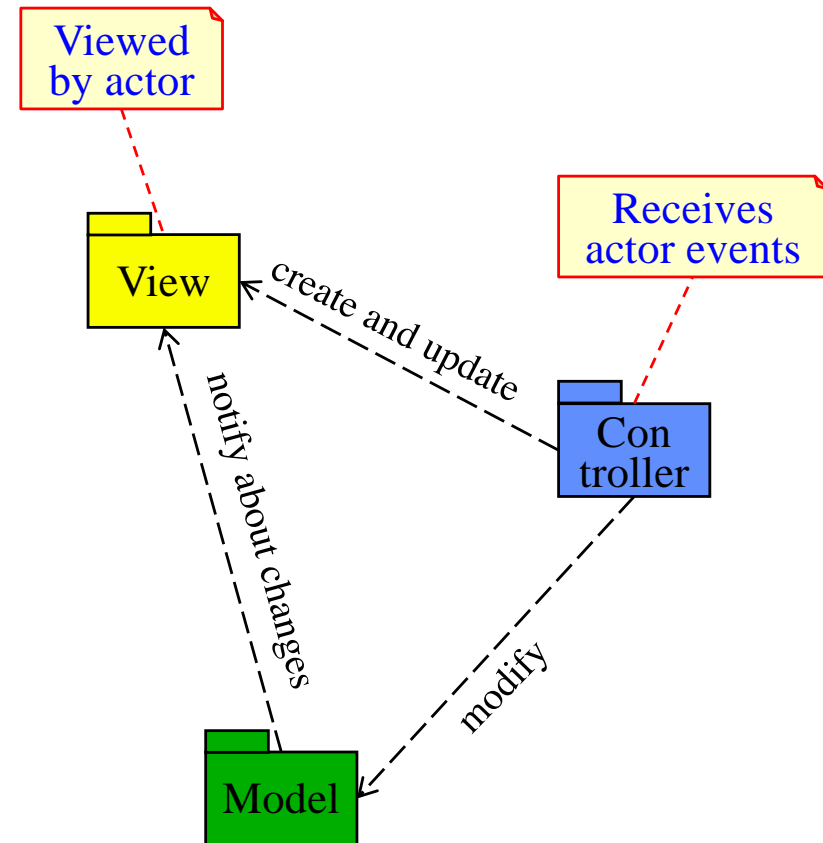 Viewed
by actor
Receives
actor events
View
create and update
Con
troller
notify about changes
modify
Model